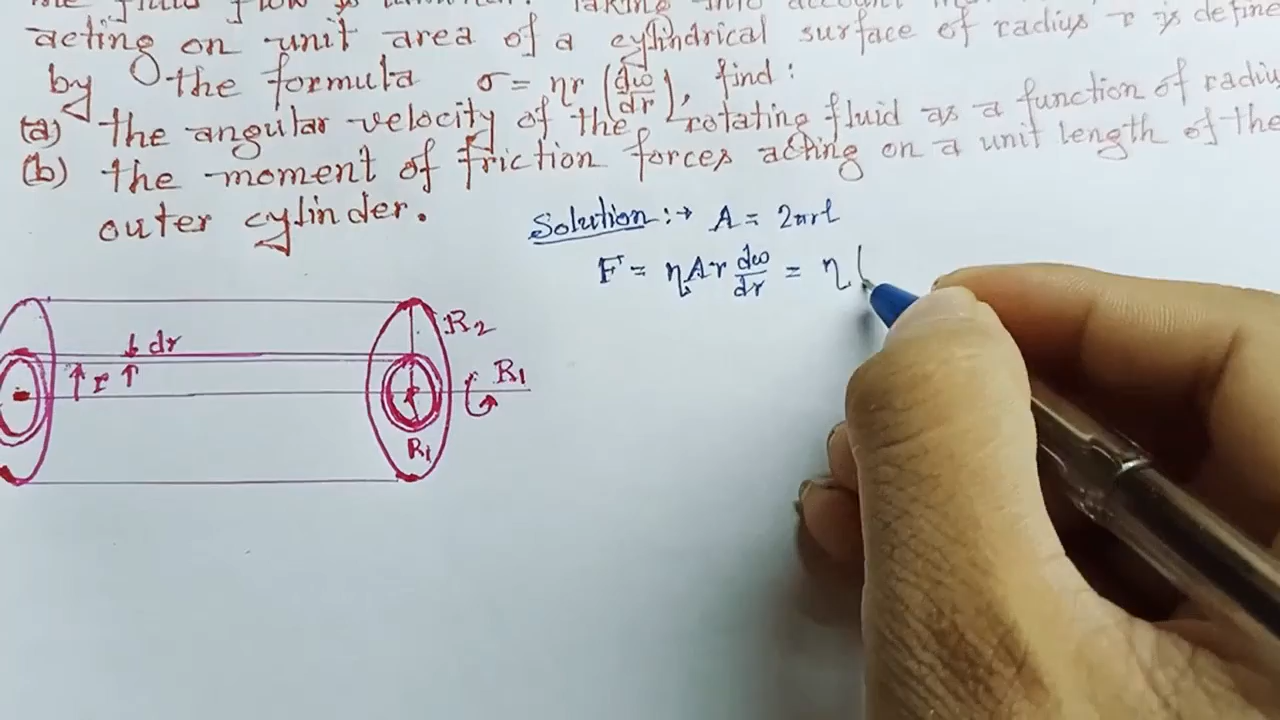 acting on unit area of a cylindrical surface of radius r is define
by the formula σ = ηr (dω/dr), find :
(a) the angular velocity of the rotating fluid as a function of radiu
(b) the moment of friction forces acting on a unit length of the
outer cylinder.
Solution :→ A = 2πrl
F = ηAr dω/dr = η (
R2
dr
r
R1
R1